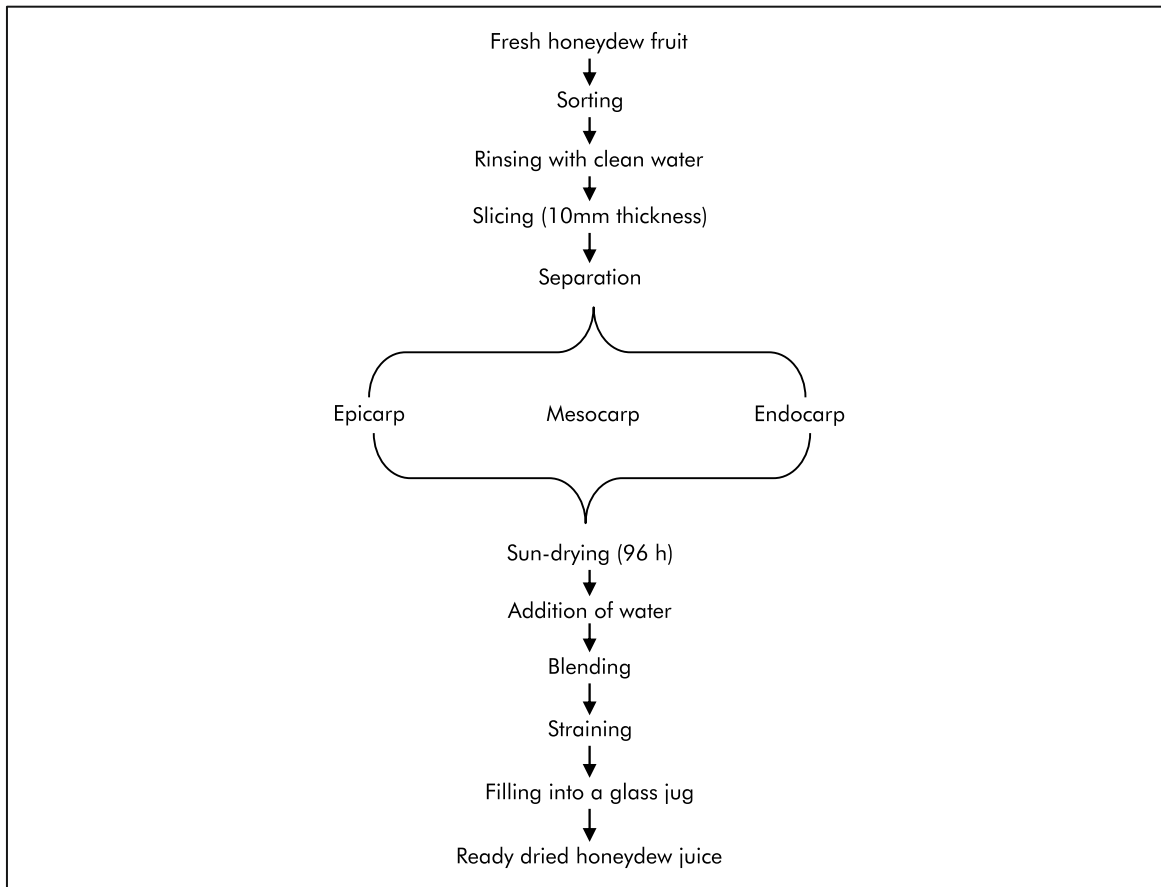 Fresh honeydew fruit
Sorting
Rinsing with clean water
Slicing (10mm thickness)
Separation
Epicarp Mesocarp Endocarp
Sun-drying (96 h)
Addition of water
Blending
Straining
Filling into a glass jug
Ready dried honeydew juice